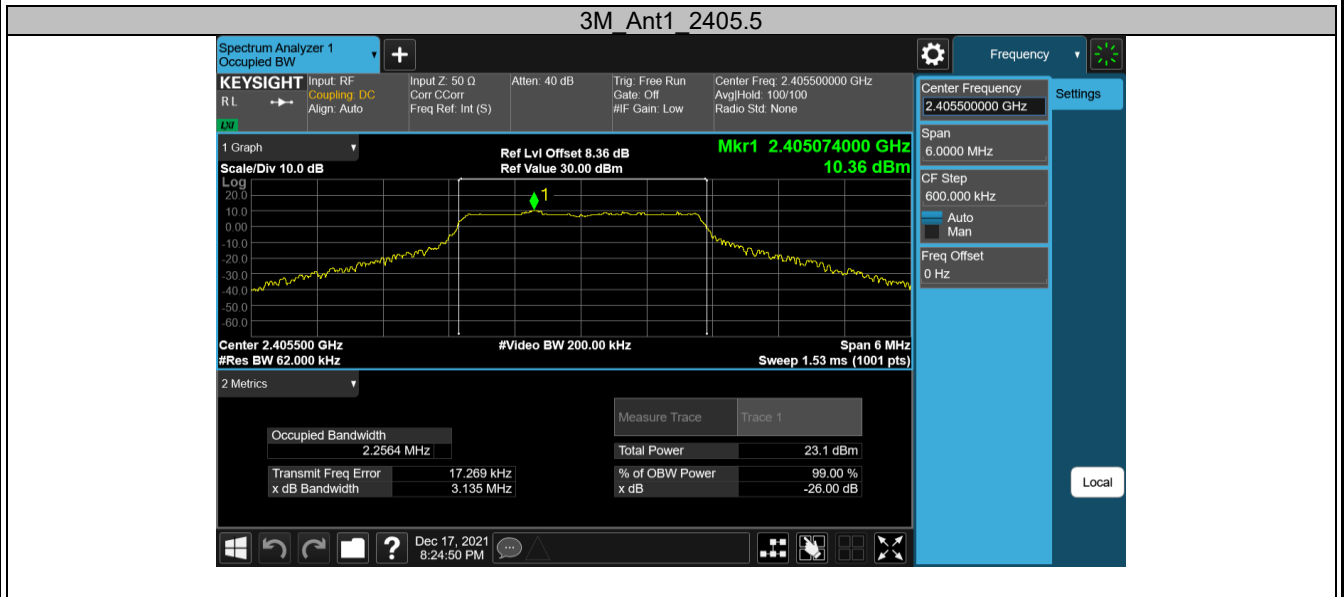 3M_Ant1_2405.5
Spectrum Analyzer 1
Occupied BW
+
Frequency
KEYSIGHT
R L
LXI
Input: RF
Coupling: DC
Align: Auto
Input Z: 50 Ω
Corr CCorr
Freq Ref: Int (S)
Atten: 40 dB
Trig: Free Run
Gate: Off
#IF Gain: Low
Center Freq: 2.405500000 GHz
Avg|Hold: 100/100
Radio Std: None
Center Frequency
2.405500000 GHz
Settings
Span
6.0000 MHz
CF Step
600.000 kHz
Auto
Man
Freq Offset
0 Hz
Local
1 Graph
Scale/Div 10.0 dB
Ref Lvl Offset 8.36 dB
Ref Value 30.00 dBm
Mkr1 2.405074000 GHz
10.36 dBm
Log
20.0
10.0
0.00
-10.0
-20.0
-30.0
-40.0
-50.0
-60.0
1
Center 2.405500 GHz
#Video BW 200.00 kHz
Span 6 MHz
#Res BW 62.000 kHz
Sweep 1.53 ms (1001 pts)
2 Metrics
Measure Trace Trace 1
Occupied Bandwidth
2.2564 MHz
Total Power 23.1 dBm
Transmit Freq Error 17.269 kHz
% of OBW Power 99.00 %
x dB Bandwidth 3.135 MHz
x dB -26.00 dB
?
Dec 17, 2021
8:24:50 PM